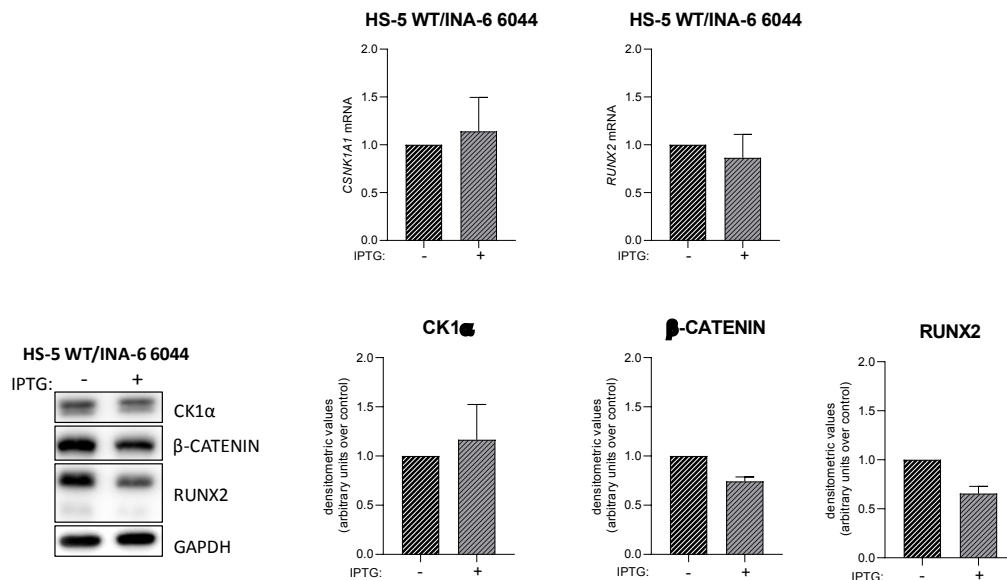 HS-5 WT/INA-6 6044
2.0
1.5
1.0
0.5
0.0
CSNK1A1 mRNA
IPTG: - +
HS-5 WT/INA-6 6044
2.0
1.5
1.0
0.5
0.0
RUNX2 mRNA
IPTG: - +
HS-5 WT/INA-6 6044
IPTG: - +
CK1α
β-CATENIN
RUNX2
GAPDH
CK1α
2.0
1.5
1.0
0.5
0.0
densitometric values
(arbitrary units over control)
IPTG: - +
β-CATENIN
2.0
1.5
1.0
0.5
0.0
densitometric values
(arbitrary units over control)
IPTG: - +
RUNX2
2.0
1.5
1.0
0.5
0.0
densitometric values
(arbitrary units over control)
IPTG: - +